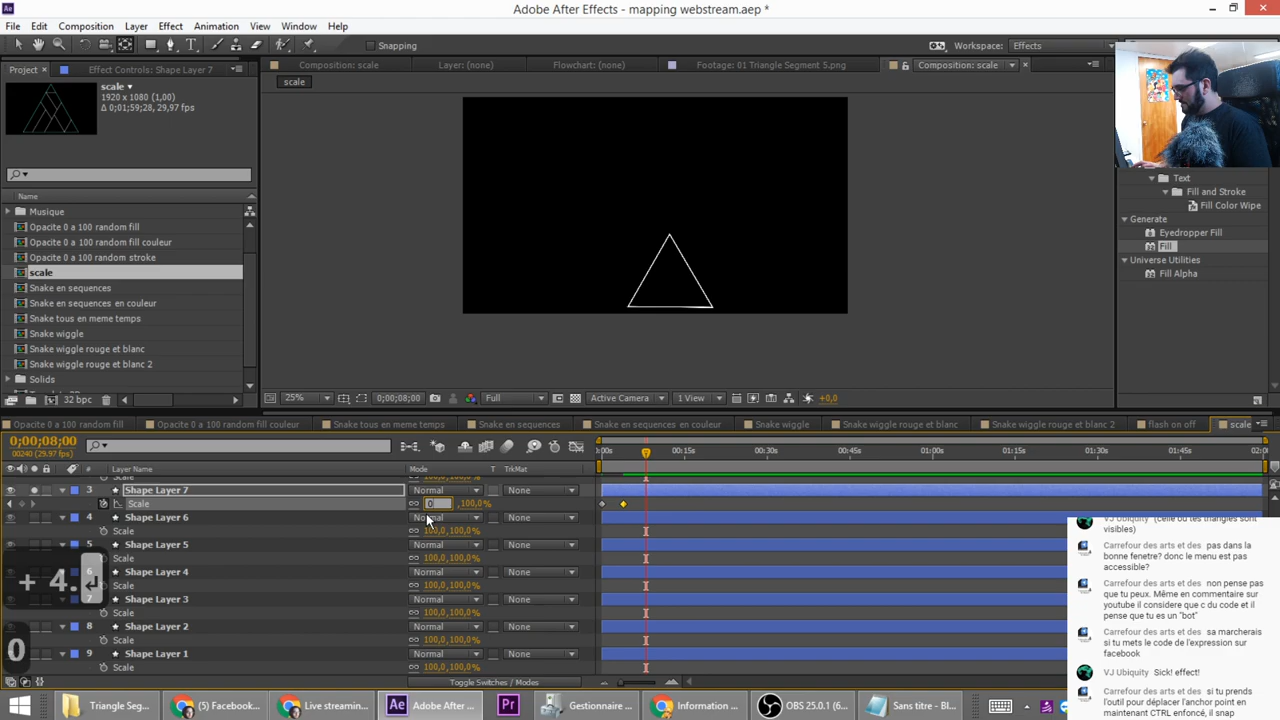 Adobe After Effects - mapping webstream.aep *
File Edit Composition Layer Effect Animation View Window Help
Snapping
Workspace: Effects
Project
Effect Controls: Shape Layer 7
Composition: scale
Layer: (none)
Flowchart: (none)
Footage: 01 Triangle Segment 5.png
Composition: scale
scale
1920 x 1080 (1,00)
Δ 0;01;59;28, 29,97 fps
scale
Name
Musique
Opacite 0 a 100 random fill
Opacite 0 a 100 random fill couleur
Opacite 0 a 100 random stroke
scale
Snake en sequences
Snake en sequences en couleur
Snake tous en meme temps
Snake wiggle
Snake wiggle rouge et blanc
Snake wiggle rouge et blanc 2
Solids
32 bpc
Text
Fill and Stroke
Fill Color Wipe
Generate
Eyedropper Fill
Fill
Universe Utilities
Fill Alpha
25%
0;00;08;00
Full
Active Camera
1 View
+0,0
Opacite 0 a 100 random fill
Opacite 0 a 100 random fill couleur
Snake tous en meme temps
Snake en sequences
Snake en sequences en couleur
Snake wiggle
Snake wiggle rouge et blanc
Snake wiggle rouge et blanc 2
flash on off
scale
0;00;08;00
00240 (29.97 fps)
00s 00:15s 00:30s 00:45s 01:00s 01:15s 01:30s 01:45s
# Layer Name Mode T TrkMat
3 Shape Layer 7 Normal None
Scale 0 ,100,0%
4 Shape Layer 6 Normal None
Scale 100,0,100,0%
5 Shape Layer 5 Normal None
Scale 100,0,100,0%
6 Shape Layer 4 Normal None
Scale 100,0,100,0%
7 Shape Layer 3 Normal None
Scale 100,0,100,0%
8 Shape Layer 2 Normal None
Scale 100,0,100,0%
9 Shape Layer 1 Normal None
Scale 100,0,100,0%
+ 4.
0
Toggle Switches / Modes
visibles)
Carrefour des arts et des pas dans la
bonne fenetre? donc le menu est pas
accessible?
Carrefour des arts et des non pense pas
que tu peux. Même en commentaire sur
youtube il considere que c du code et il
pense que tu es un "bot"
Carrefour des arts et des sa marcherais
si tu mets le code de l'expression sur
facebook
VJ Ubiquity Sick! effect!
Carrefour des arts et des si tu prends
l'outil pour déplacer l'anchor point en
maintenant CTRL enfoncé, il snap
Triangle Seg...
(5) Facebook...
Live streamin...
Adobe After ...
Gestionnaire ...
Information ...
OBS 25.0.1 (6...
Sans titre - Bl...